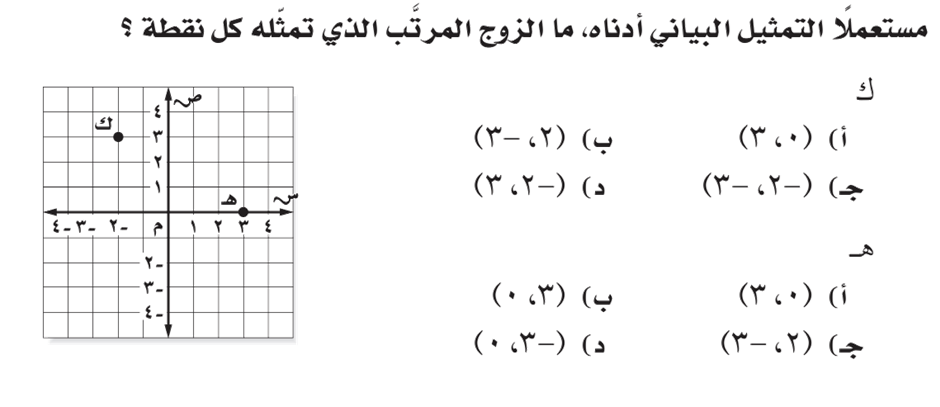 مستعملًا التمثيل البياني أدناه، ما الزوج المرتَّب الذي تمثّله كل نقطة ؟
ك
أ) (٠، ٣) ب) (٢، –٣)
جـ) (–٢، –٣) د) (–٢، ٣)
هـ
أ) (٠، ٣) ب) (٣، ٠)
جـ) (٢، –٣) د) (–٣، ٠)
ص
٤
ك
٣
٢
١
هـ
س
-٤ -٣ -٢ م ١ ٢ ٣ ٤
-٢
-٣
-٤